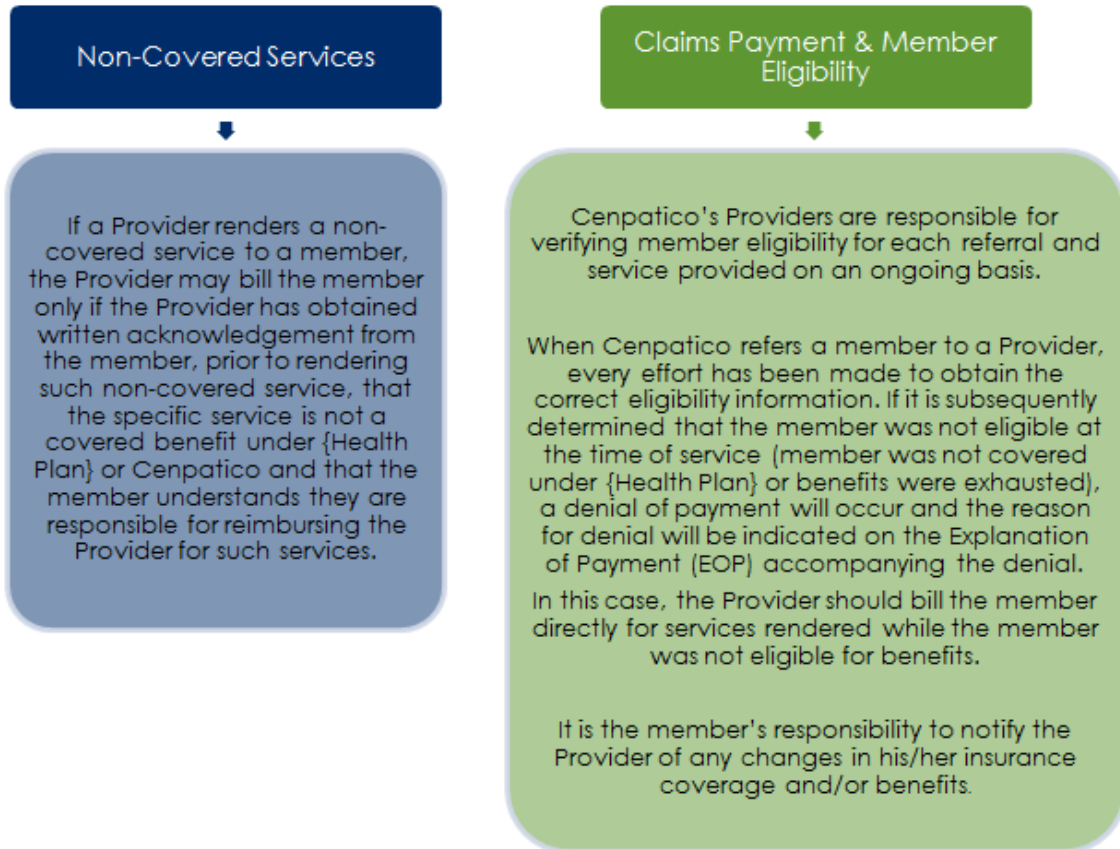 Non-Covered Services
If a Provider renders a non-
covered service to a member,
the Provider may bill the member
only if the Provider has obtained
written acknowledgement from
the member, prior to rendering
such non-covered service, that
the specific service is not a
covered benefit under {Health
Plan} or Cenpatico and that the
member understands they are
responsible for reimbursing the
Provider for such services.
Claims Payment & Member
Eligibility
Cenpatico’s Providers are responsible for
verifying member eligibility for each referral and
service provided on an ongoing basis.
When Cenpatico refers a member to a Provider,
every effort has been made to obtain the
correct eligibility information. If it is subsequently
determined that the member was not eligible at
the time of service (member was not covered
under {Health Plan} or benefits were exhausted),
a denial of payment will occur and the reason
for denial will be indicated on the Explanation
of Payment (EOP) accompanying the denial.
In this case, the Provider should bill the member
directly for services rendered while the member
was not eligible for benefits.
It is the member’s responsibility to notify the
Provider of any changes in his/her insurance
coverage and/or benefits.